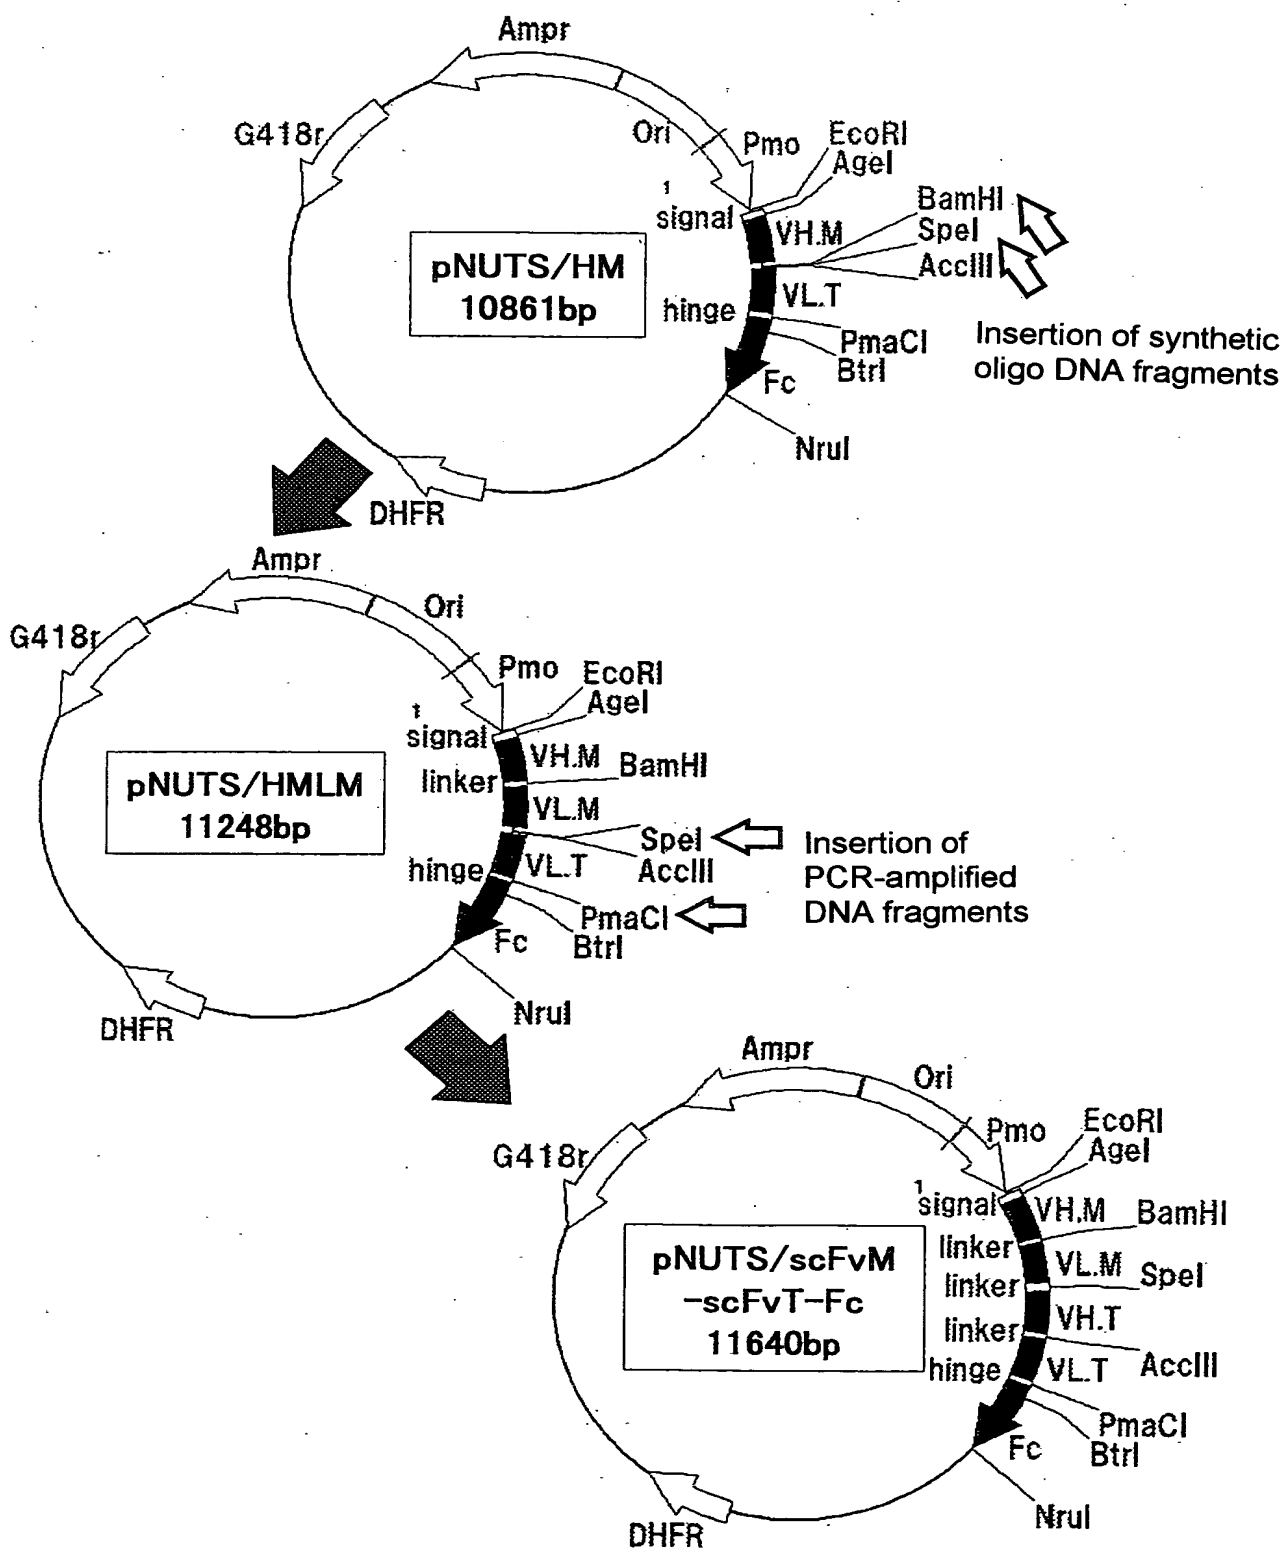 Ampr
G418r
Ori
Pmo
EcoRI
AgeI
1
signal
VH.M
BamHI
SpeI
AccIII
pNUTS/HM
10861bp
hinge
VL.T
PmaCI
BtrI
Insertion of synthetic
oligo DNA fragments
Fc
NruI
DHFR
Ampr
Ori
G418r
Pmo
EcoRI
AgeI
1
signal
VH.M
linker
BamHI
pNUTS/HMLM
11248bp
VL.M
SpeI
AccIII
Insertion of
PCR-amplified
DNA fragments
hinge
VL.T
PmaCI
BtrI
Fc
NruI
DHFR
Ampr
Ori
G418r
Pmo
EcoRI
AgeI
1
signal
VH.M
BamHI
linker
pNUTS/scFvM
-scFvT-Fc
11640bp
VL.M
linker
SpeI
VH.T
linker
AccIII
hinge
VL.T
PmaCI
BtrI
Fc
NruI
DHFR